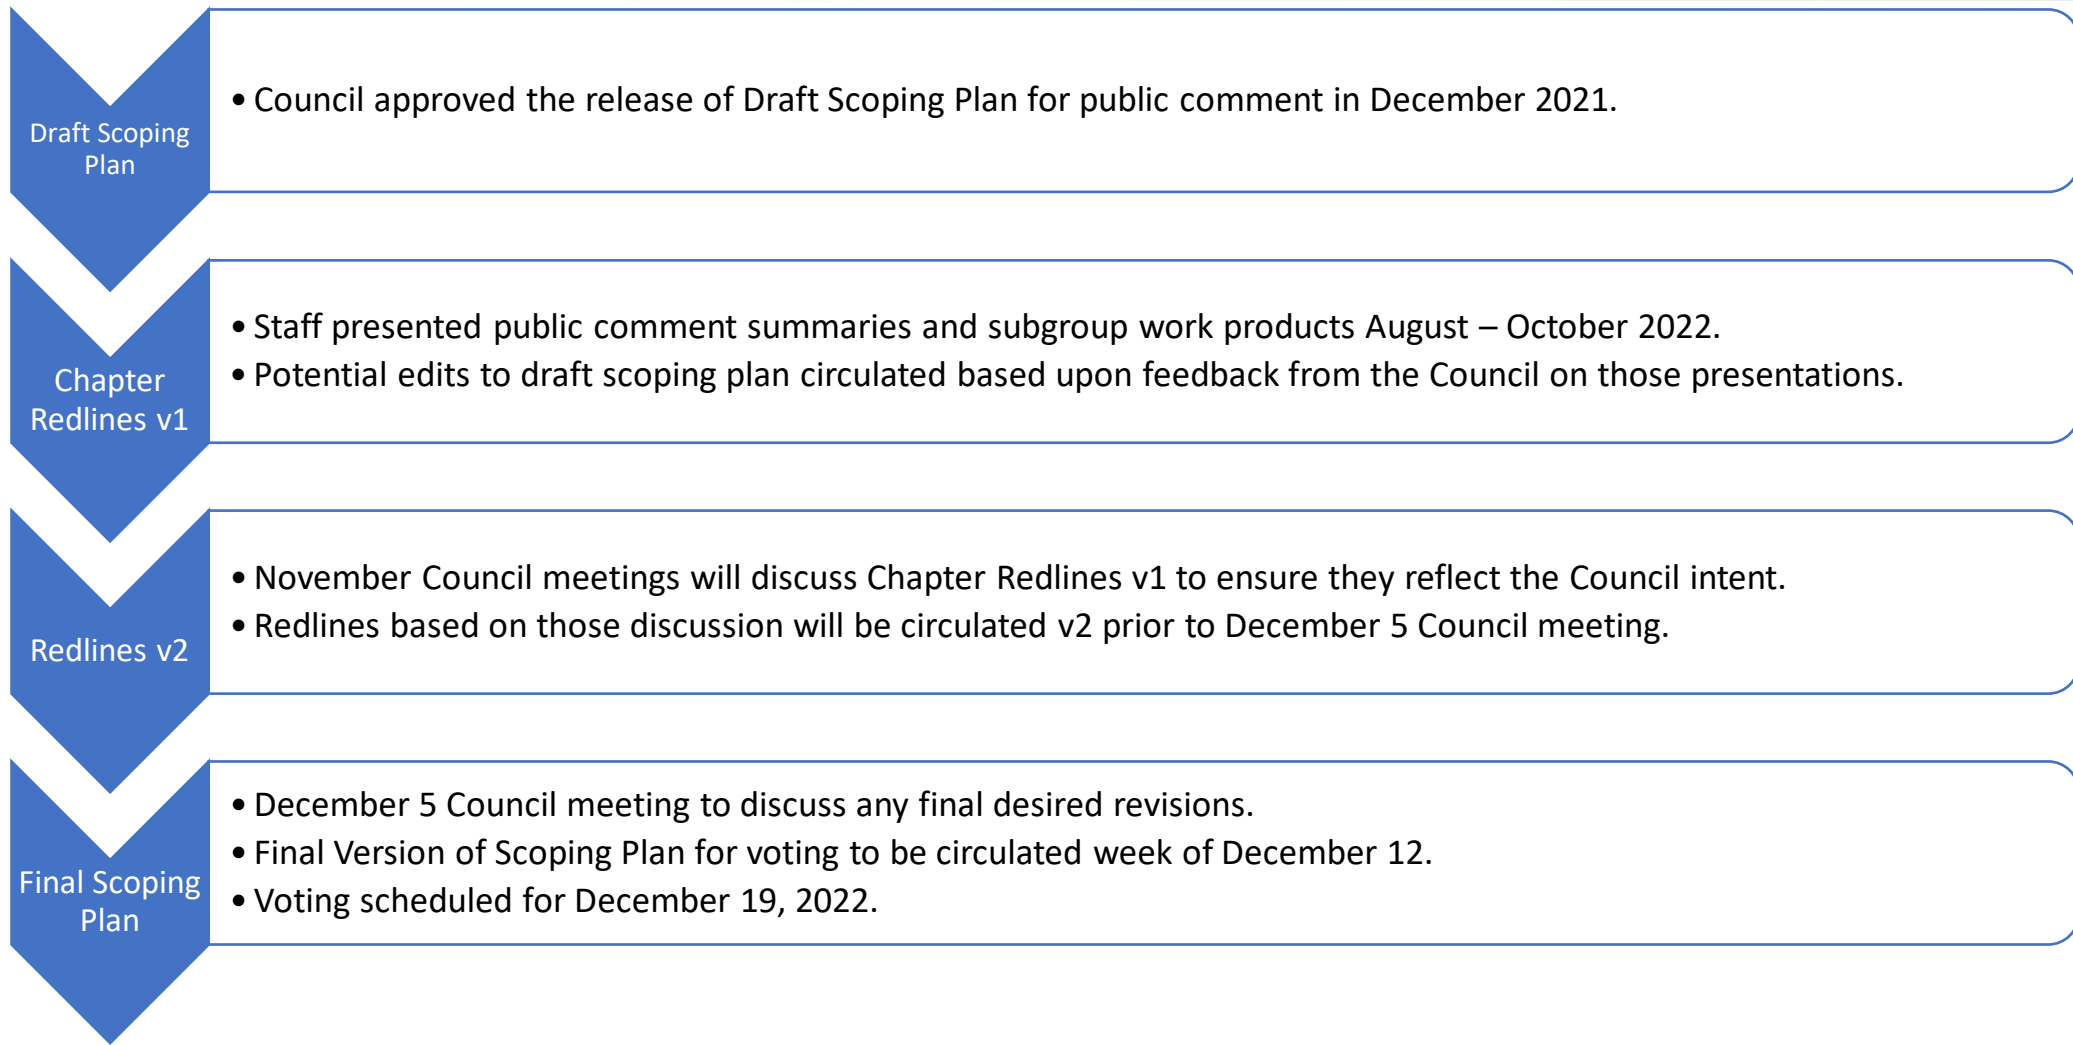 Draft Scoping
Plan
• Council approved the release of Draft Scoping Plan for public comment in December 2021.
Chapter
Redlines v1
• Staff presented public comment summaries and subgroup work products August – October 2022.
• Potential edits to draft scoping plan circulated based upon feedback from the Council on those presentations.
Redlines v2
• November Council meetings will discuss Chapter Redlines v1 to ensure they reflect the Council intent.
• Redlines based on those discussion will be circulated v2 prior to December 5 Council meeting.
Final Scoping
Plan
• December 5 Council meeting to discuss any final desired revisions.
• Final Version of Scoping Plan for voting to be circulated week of December 12.
• Voting scheduled for December 19, 2022.